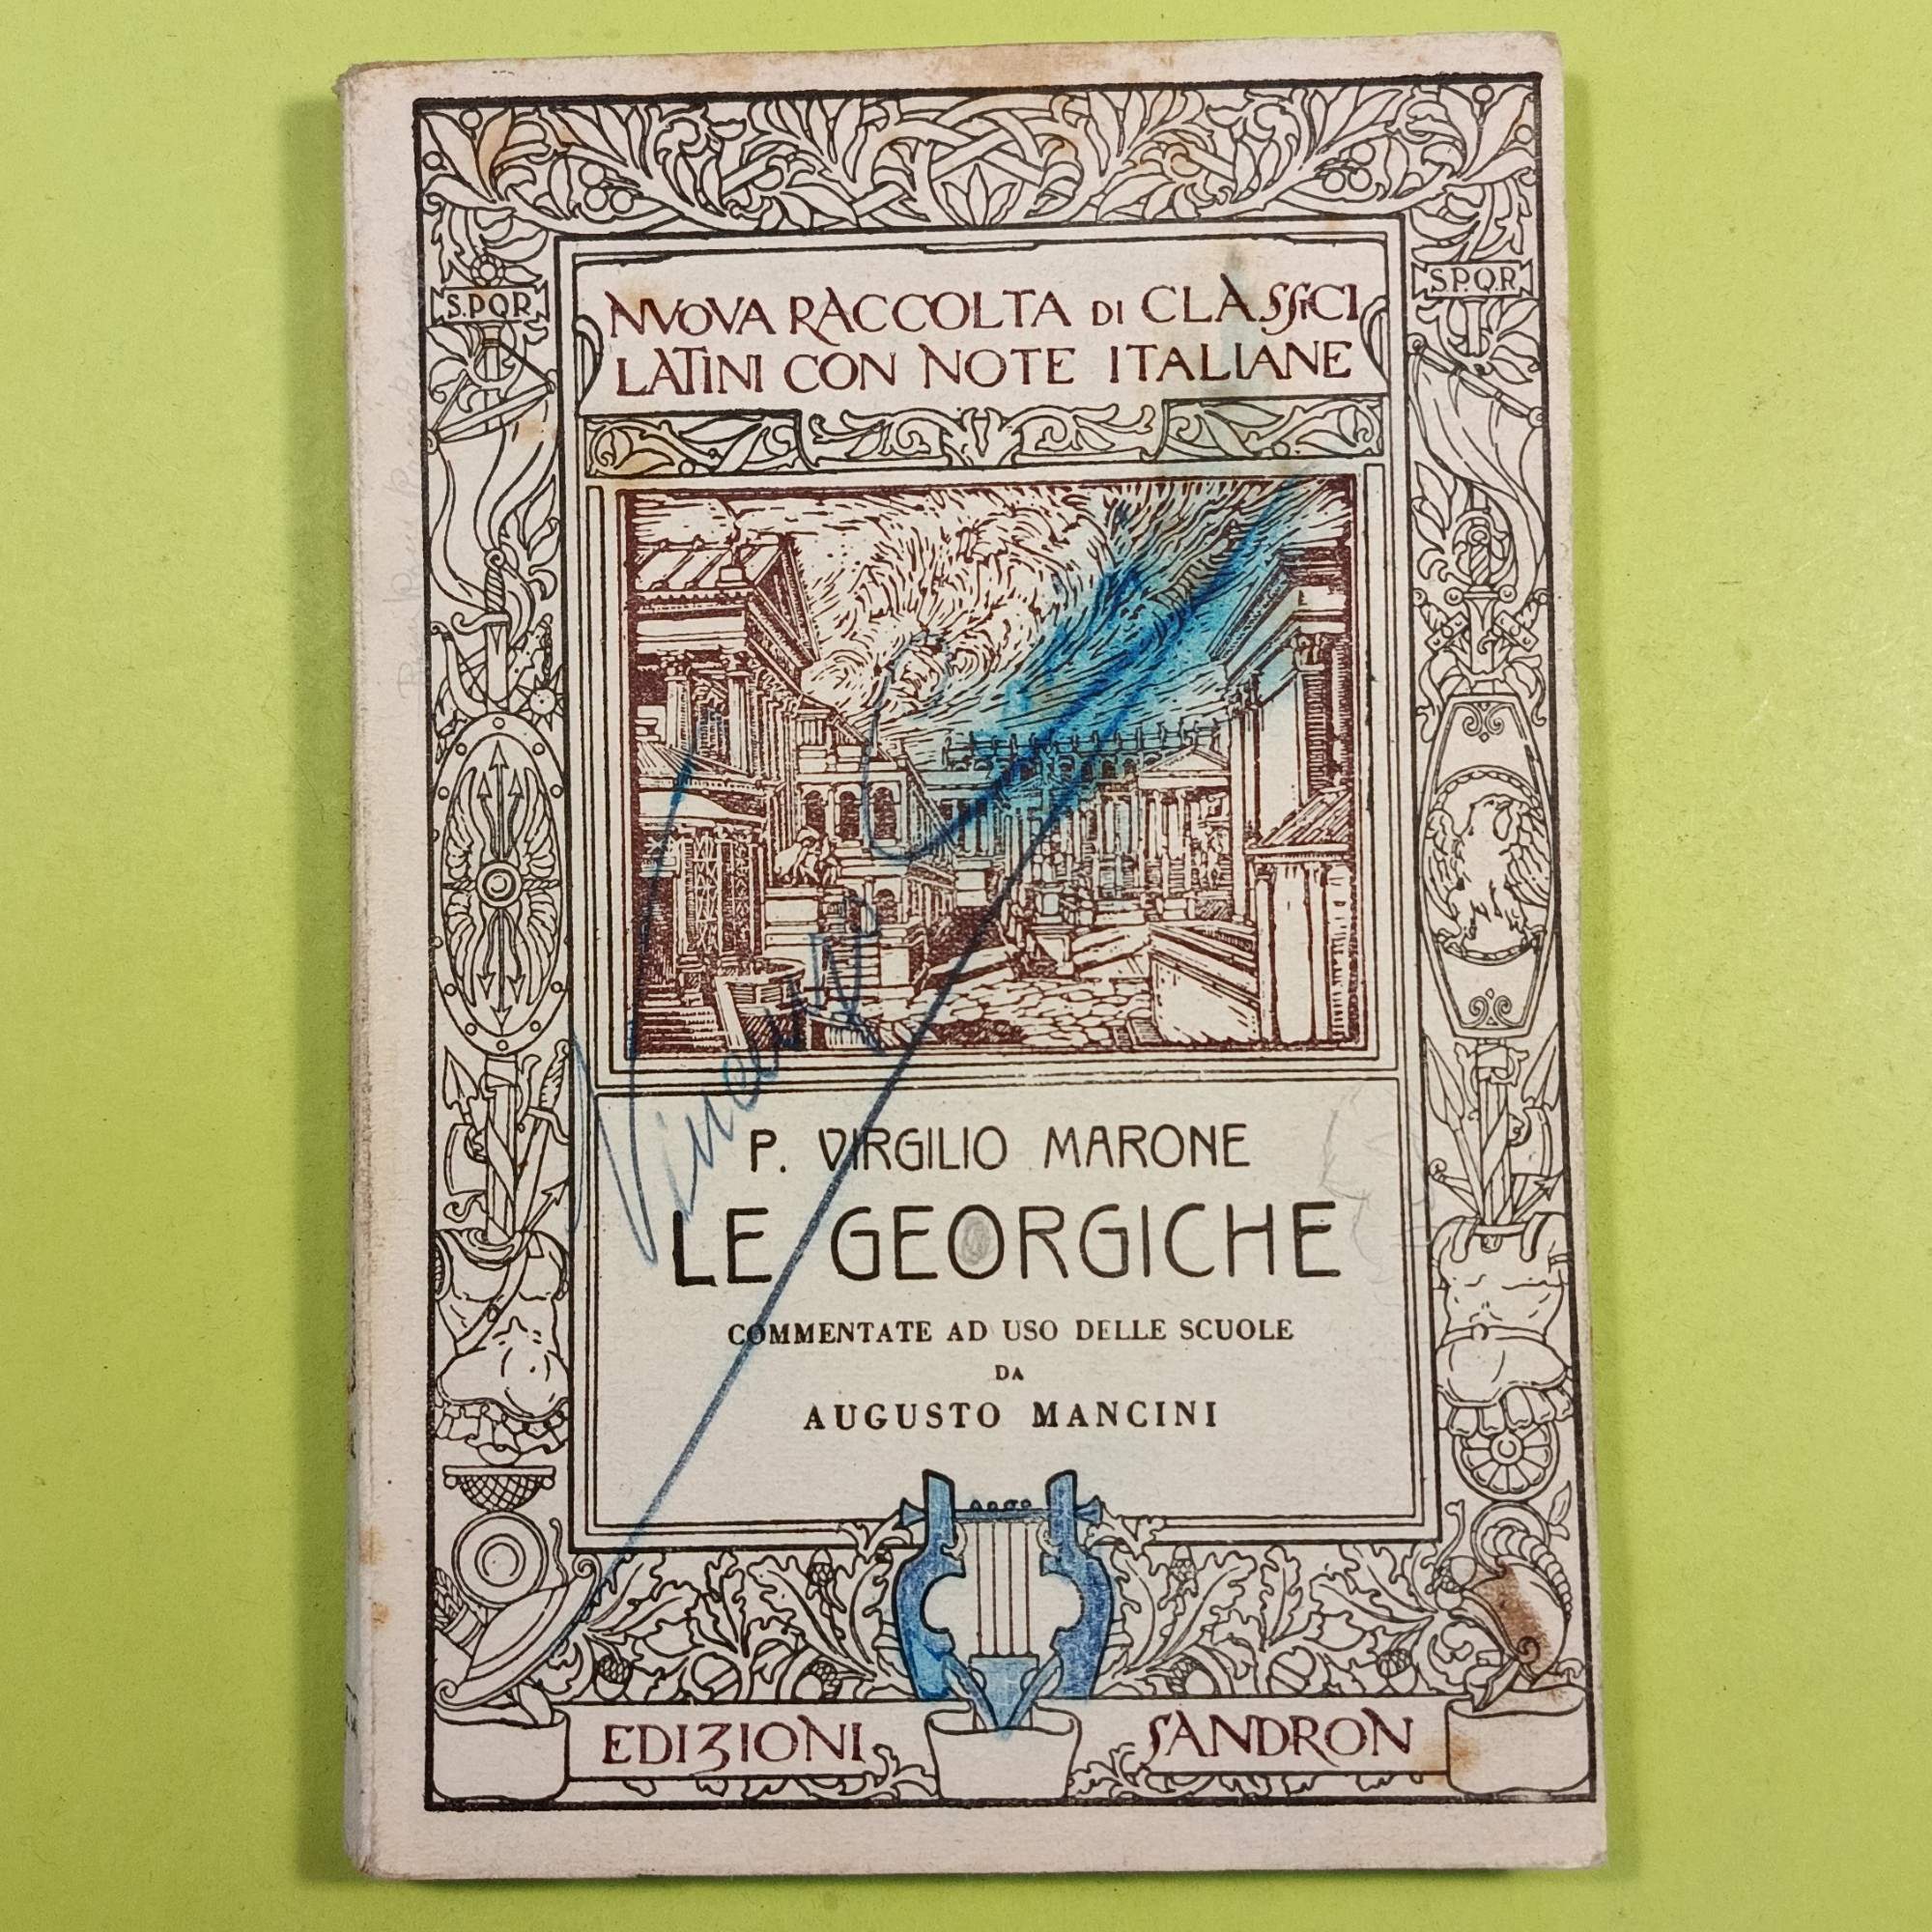 NVOVA RACCOLTA DI CLASSICI
LATINI CON NOTE ITALIANE
S.P.Q.R.
S.P.Q.R.
P. VIRGILIO MARONE
LE GEORGICHE
COMMENTATE AD USO DELLE SCUOLE
DA
AUGUSTO MANCINI
EDIZIONI SANDRON